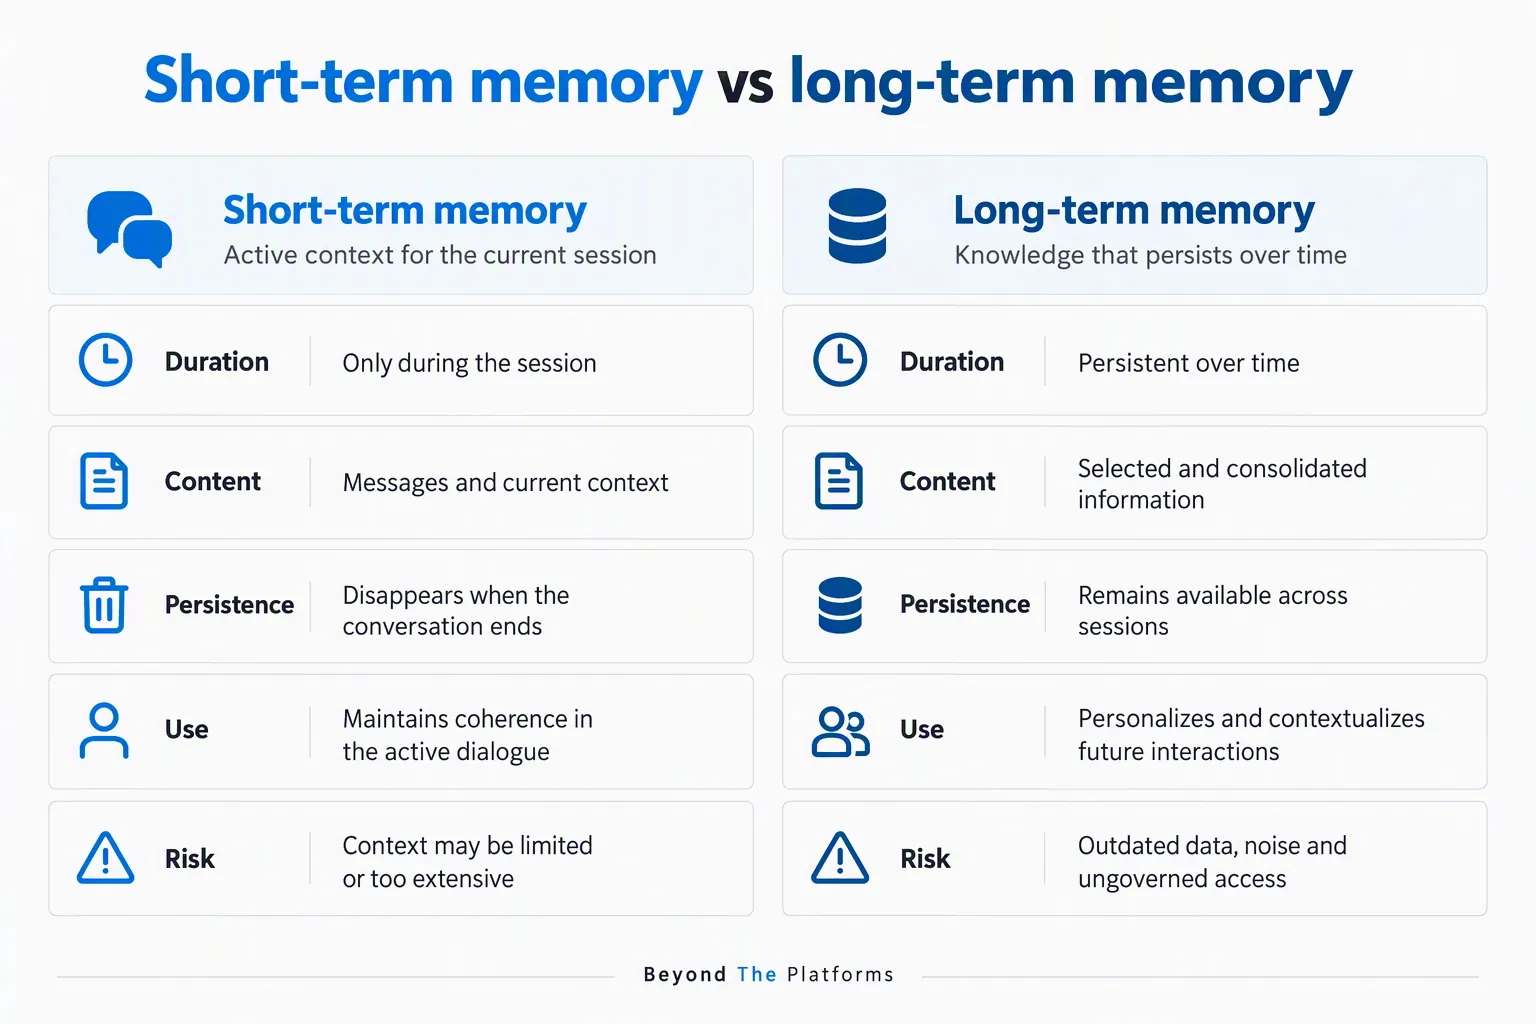 Short-term memory vs long-term memory
Short-term memory
Active context for the current session
Duration
Only during the session
Content
Messages and current context
Persistence
Disappears when the
conversation ends
Use
Maintains coherence in
the active dialogue
Risk
Context may be limited
or too extensive
Long-term memory
Knowledge that persists over time
Duration
Persistent over time
Content
Selected and consolidated
information
Persistence
Remains available across
sessions
Use
Personalizes and contextualizes
future interactions
Risk
Outdated data, noise and
ungoverned access
Beyond The Platforms